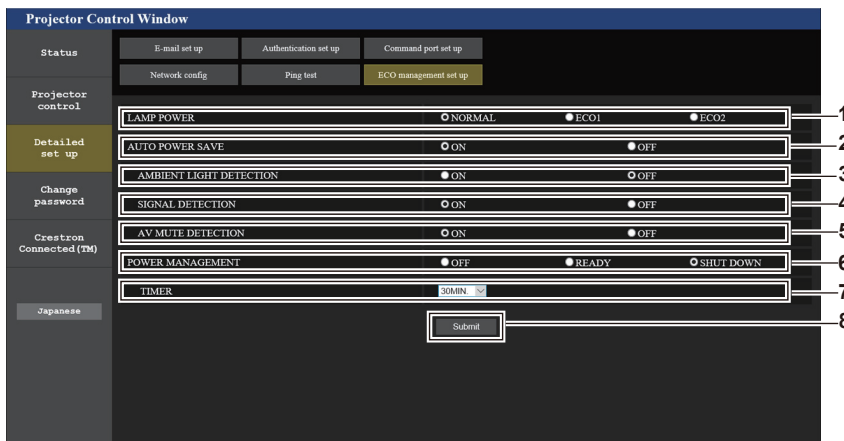 Projector Control Window
Status
E-mail set up
Authentication set up
Command port set up
Network config
Ping test
ECO management set up
Projector
control
Detailed
set up
Change
password
Crestron
Connected(TM)
Japanese
LAMP POWER NORMAL ECO1 ECO2 1
AUTO POWER SAVE ON OFF 2
AMBIENT LIGHT DETECTION ON OFF 3
SIGNAL DETECTION ON OFF 4
AV MUTE DETECTION ON OFF 5
POWER MANAGEMENT OFF READY SHUT DOWN 6
TIMER 30MIN. 7
Submit 8